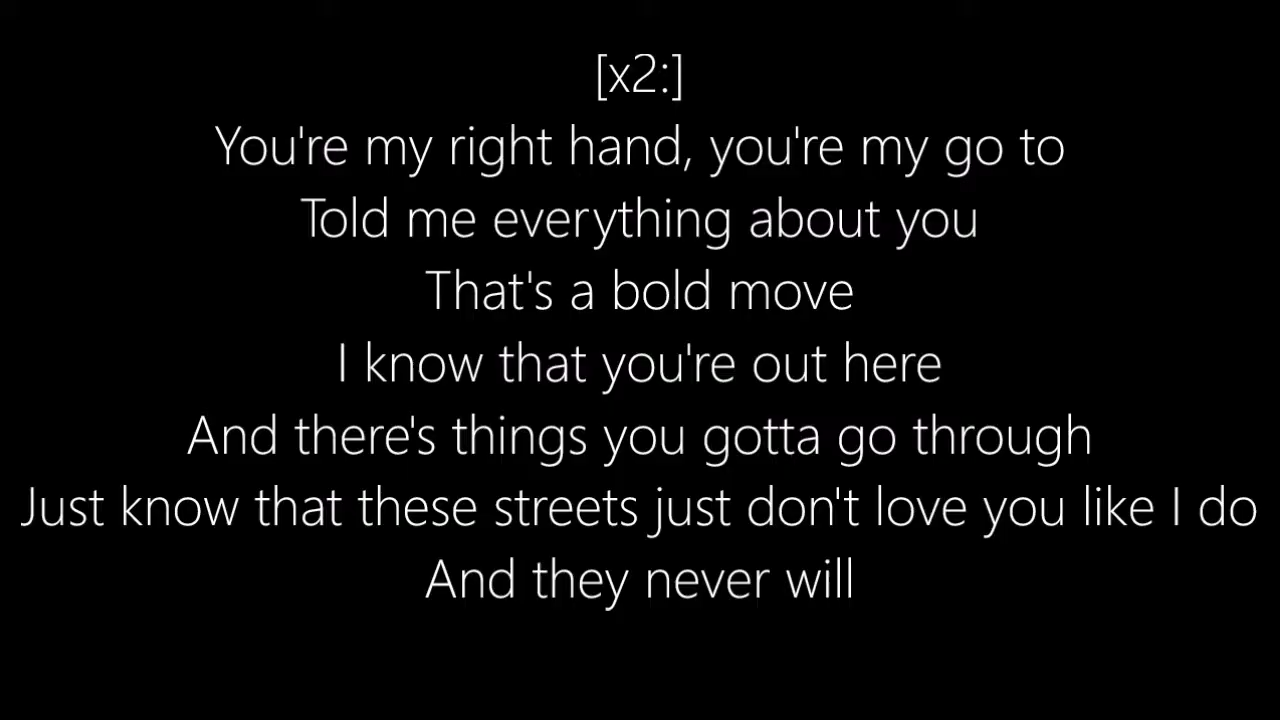 [x2:]
You're my right hand, you're my go to
Told me everything about you
That's a bold move
I know that you're out here
And there's things you gotta go through
Just know that these streets just don't love you like I do
And they never will